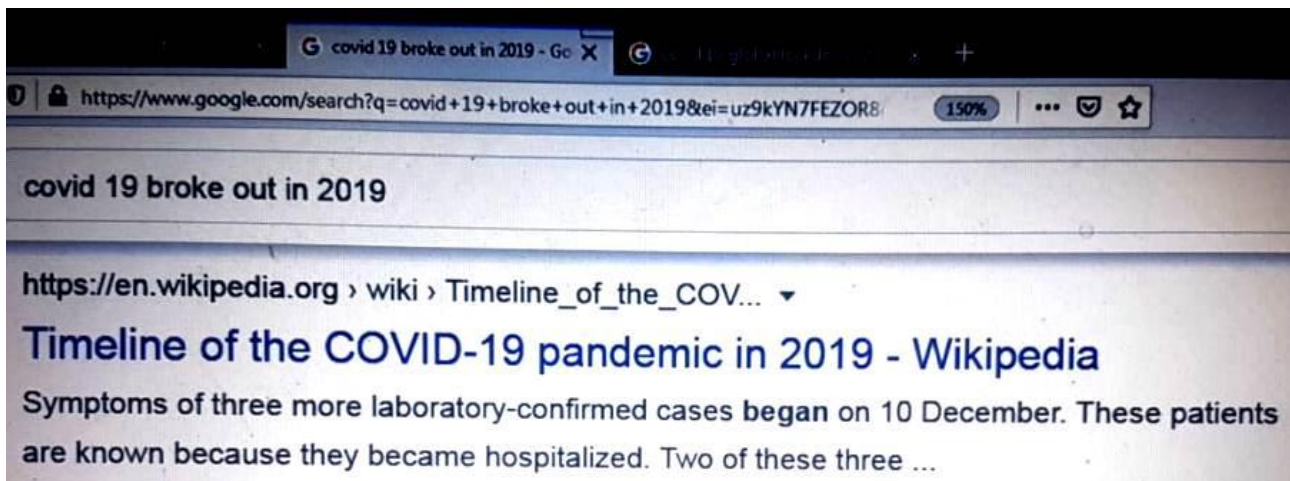 covid 19 broke out in 2019 - Go
https://www.google.com/search?q=covid+19+broke+out+in+2019&ei=uz9kYN7FEZOR8 150%
covid 19 broke out in 2019
https://en.wikipedia.org › wiki › Timeline_of_the_COV...
Timeline of the COVID-19 pandemic in 2019 - Wikipedia
Symptoms of three more laboratory-confirmed cases began on 10 December. These patients
are known because they became hospitalized. Two of these three ...